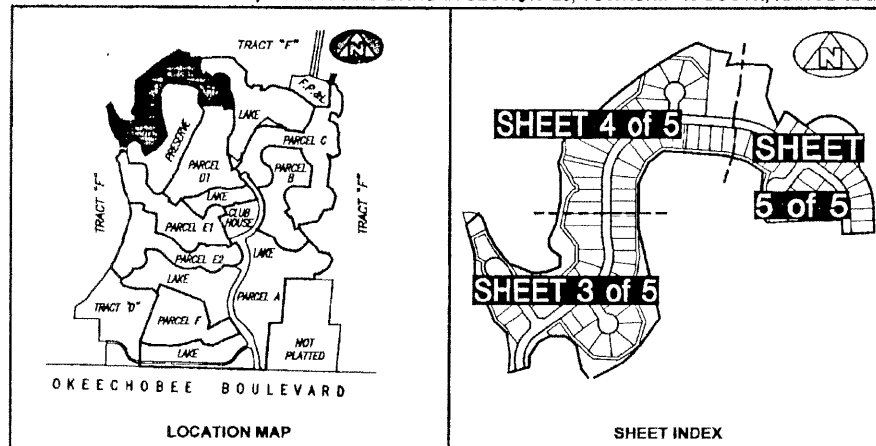 TRACT "F"
N
F.P.&L.
LAKE
PRESERVE
PARCEL C
PARCEL D1
PARCEL B
TRACT "F"
TRACT "F"
LAKE
CLUB HOUSE
PARCEL E1
LAKE
PARCEL E2
LAKE
TRACT "D"
PARCEL A
PARCEL F
NOT PLATTED
LAKE
OKEECHOBEE BOULEVARD
LOCATION MAP
N
SHEET 4 of 5
SHEET
5 of 5
SHEET 3 of 5
SHEET INDEX